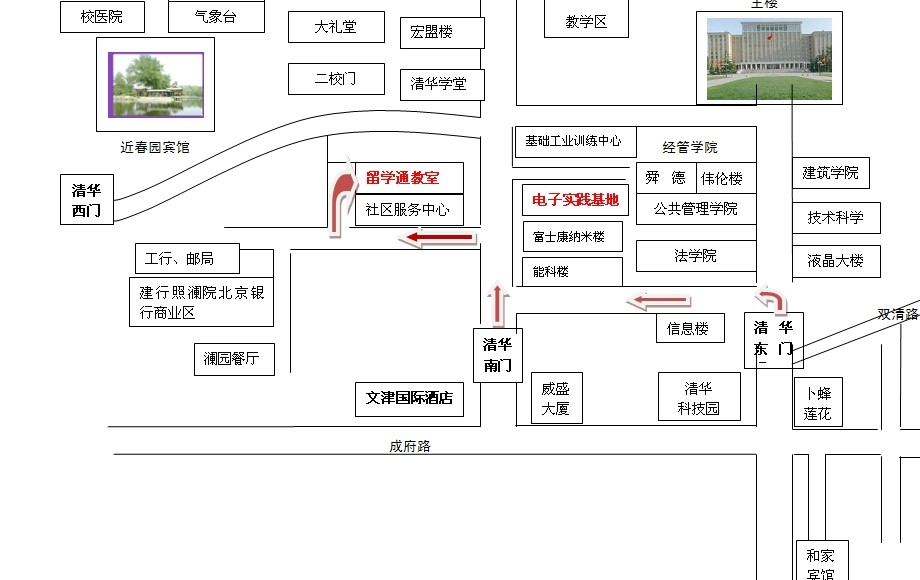 校医院
气象台
大礼堂
宏盟楼
教学区
主楼
二校门
清华学堂
近春园宾馆
基础工业训练中心
经管学院
清华
西门
留学通教室
社区服务中心
舜 德
伟伦楼
建筑学院
电子实践基地
公共管理学院
技术科学
富士康纳米楼
法学院
液晶大楼
能科楼
工行、邮局
建行照澜院北京银
行商业区
双清路
信息楼
清 华
东 门
清华
南门
澜园餐厅
文津国际酒店
威盛
大厦
清华
科技园
卜蜂
莲花
成府路
和家
宾馆